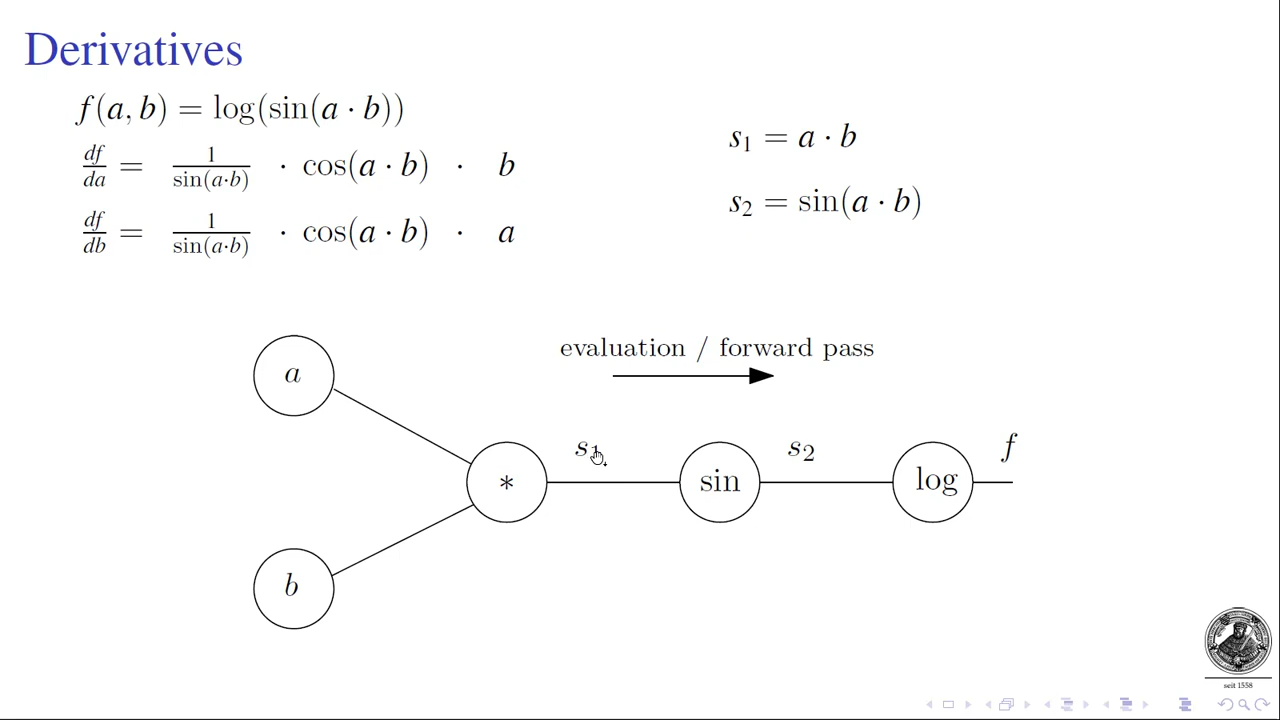 Derivatives
f(a, b) = log(sin(a · b))
df/da = 1/sin(a·b) · cos(a · b) · b
df/db = 1/sin(a·b) · cos(a · b) · a
s₁ = a · b
s₂ = sin(a · b)
evaluation / forward pass
a
s₁
s₂
f
*
sin
log
b
seit 1558